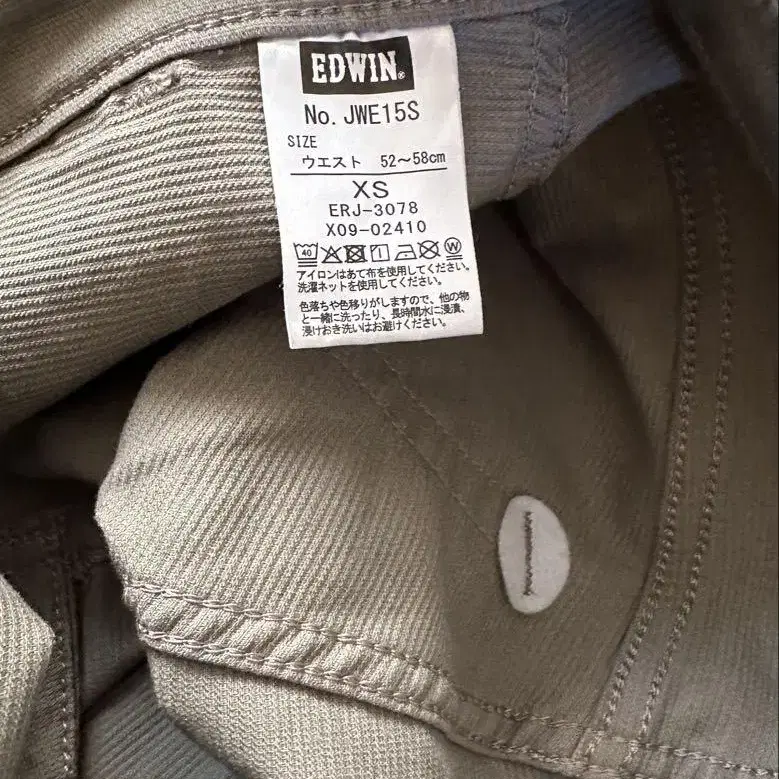 EDWIN®
No. JWE15S
SIZE
ウエスト 52～58cm
XS
ERJ-3078
X09-02410
40 W
アイロンはあて布を使用してください。
洗濯ネットを使用してください。
色落ちや色移りがしますので、他の物
と一緒に洗ったり、長時間水に浸漬、
浸けおき洗いはお避けください。